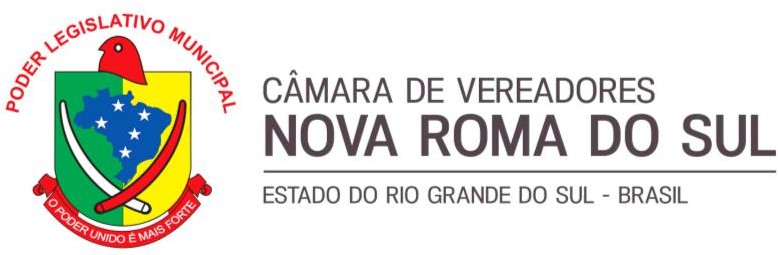 PODER LEGISLATIVO MUNICIPAL
O PODER UNIDO É MAIS FORTE
CÂMARA DE VEREADORES
NOVA ROMA DO SUL
ESTADO DO RIO GRANDE DO SUL - BRASIL